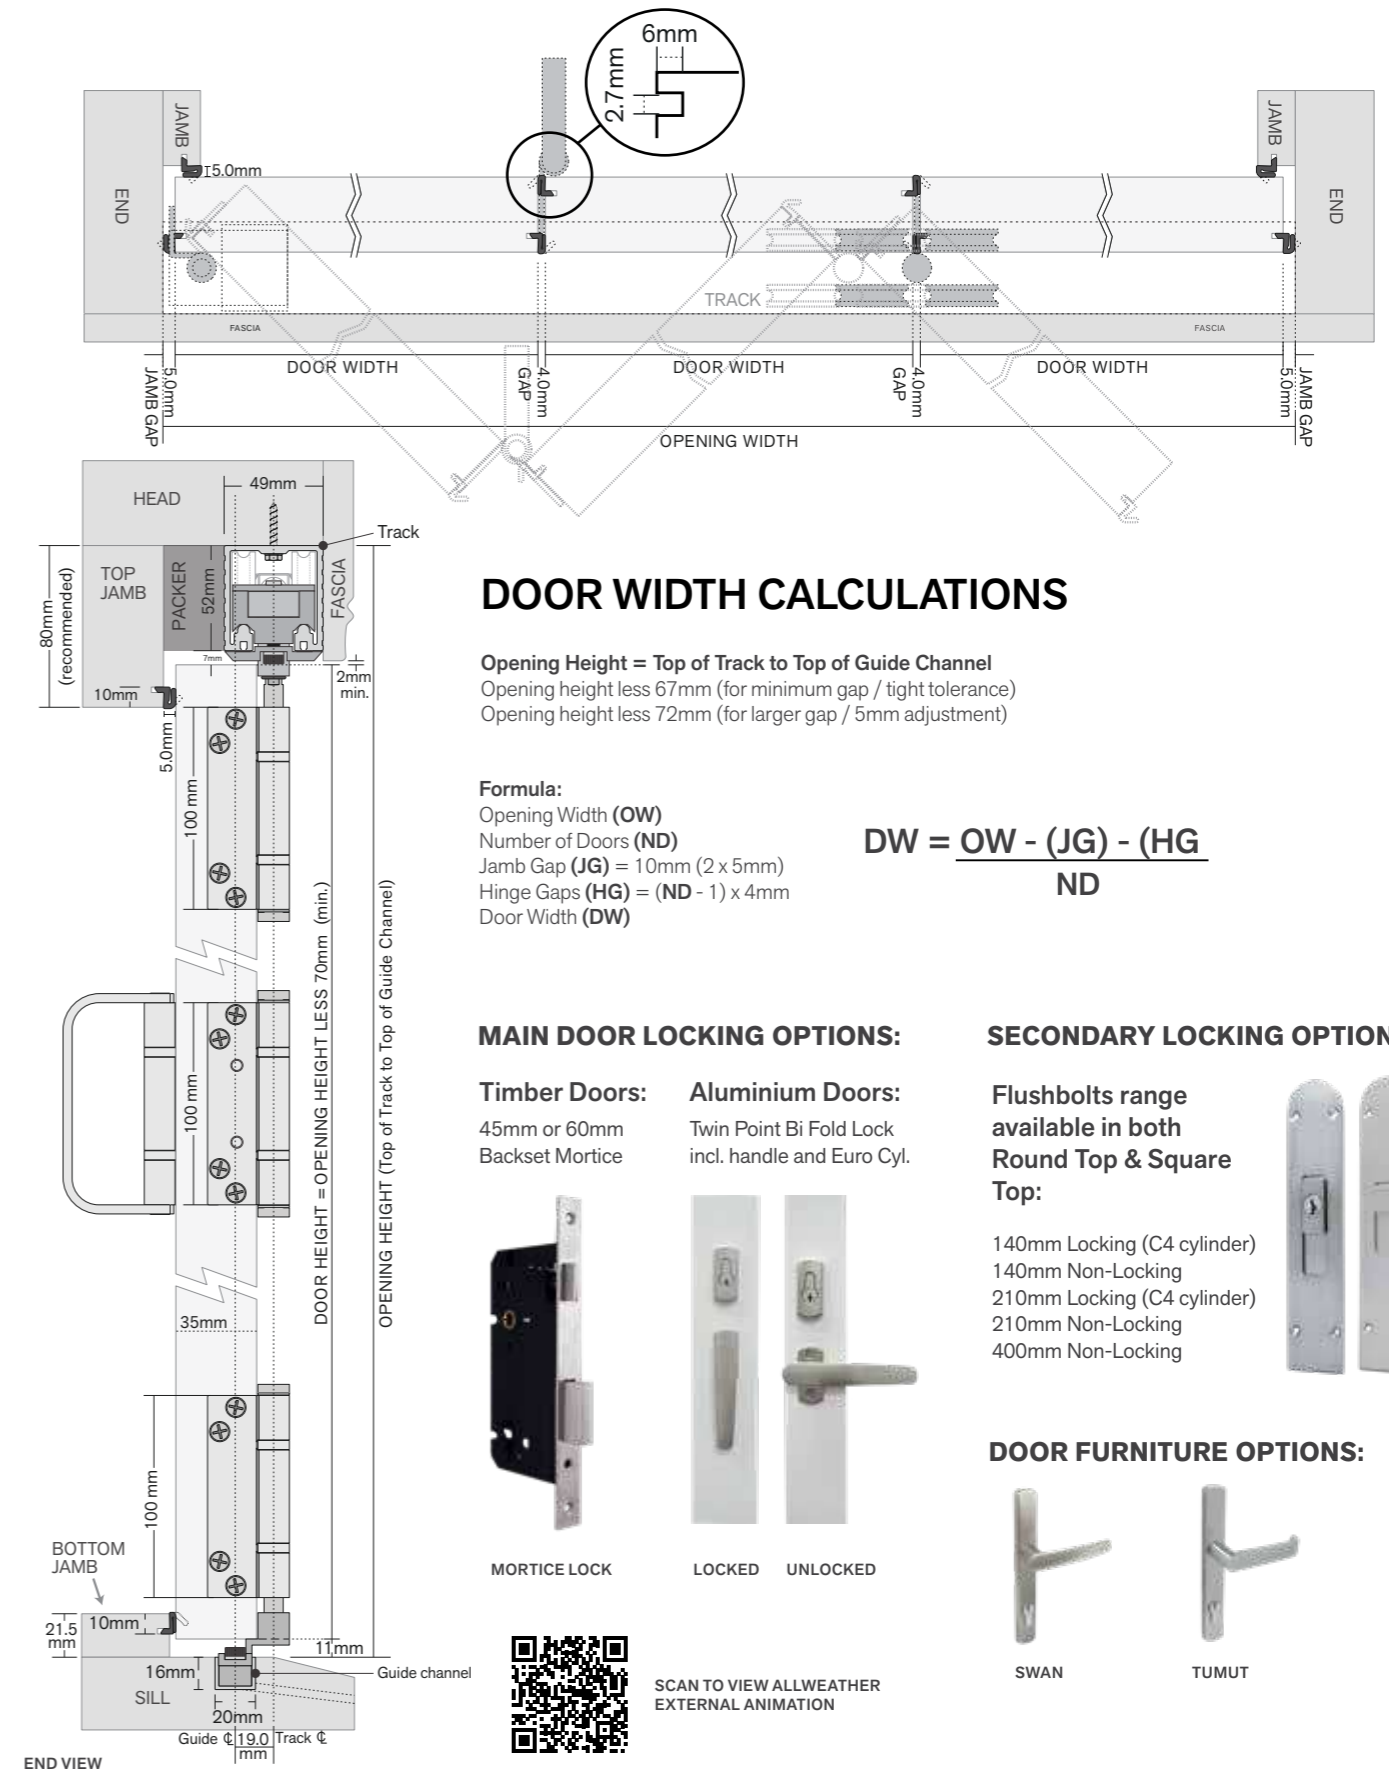 6mm
2.7mm
JAMB
JAMB
5.0mm
END
END
TRACK
FASCIA
FASCIA
DOOR WIDTH
DOOR WIDTH
DOOR WIDTH
5.0mm
JAMB GAP
4.0mm
GAP
4.0mm
GAP
5.0mm
JAMB GAP
OPENING WIDTH
HEAD
49mm
Track
TOP
JAMB
PACKER
52mm
FASCIA
80mm
(recommended)
7mm
2mm
min.
10mm
5.0mm
100 mm
100 mm
DOOR HEIGHT = OPENING HEIGHT LESS 70mm (min.)
OPENING HEIGHT (Top of Track to Top of Guide Channel)
35mm
100 mm
BOTTOM
JAMB
21.5
mm
10mm
11mm
16mm
Guide channel
SILL
20mm
Guide ℄ 19.0 Track ℄
mm
END VIEW
DOOR WIDTH CALCULATIONS
Opening Height = Top of Track to Top of Guide Channel
Opening height less 67mm (for minimum gap / tight tolerance)
Opening height less 72mm (for larger gap / 5mm adjustment)
Formula:
Opening Width (OW)
Number of Doors (ND)
Jamb Gap (JG) = 10mm (2 x 5mm)
Hinge Gaps (HG) = (ND - 1) x 4mm
Door Width (DW)
DW = OW - (JG) - (HG
ND
MAIN DOOR LOCKING OPTIONS:
Timber Doors:
45mm or 60mm
Backset Mortice
Aluminium Doors:
Twin Point Bi Fold Lock
incl. handle and Euro Cyl.
MORTICE LOCK
LOCKED
UNLOCKED
SECONDARY LOCKING OPTION
Flushbolts range
available in both
Round Top & Square
Top:
140mm Locking (C4 cylinder)
140mm Non-Locking
210mm Locking (C4 cylinder)
210mm Non-Locking
400mm Non-Locking
DOOR FURNITURE OPTIONS:
SWAN
TUMUT
SCAN TO VIEW ALLWEATHER
EXTERNAL ANIMATION